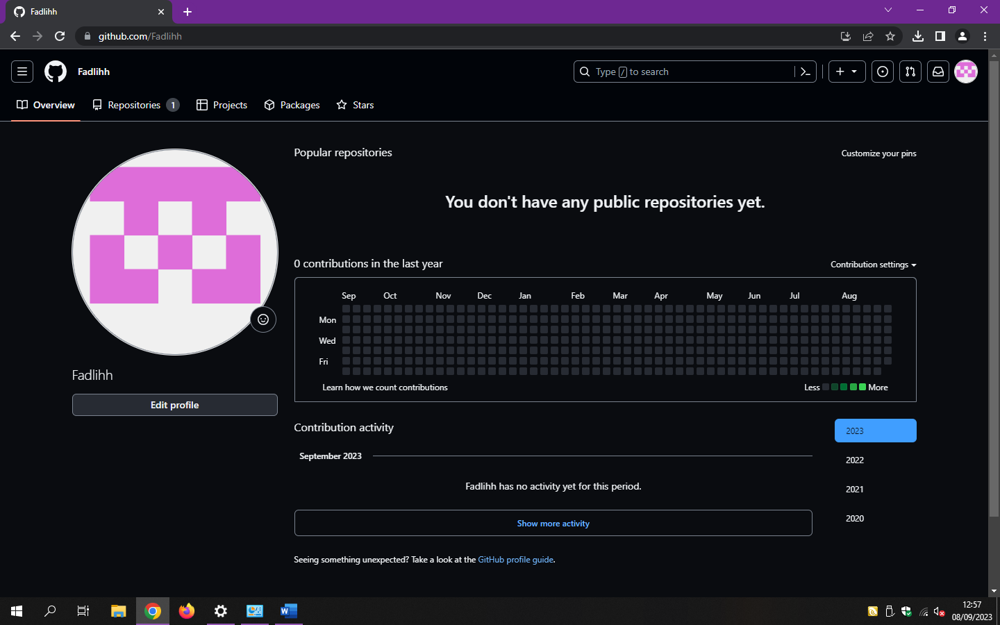 Fadlihh
github.com/Fadlihh
Fadlihh
Type / to search
Overview
Repositories 1
Projects
Packages
Stars
Popular repositories
Customize your pins
You don't have any public repositories yet.
0 contributions in the last year
Contribution settings
Sep Oct Nov Dec Jan Feb Mar Apr May Jun Jul Aug
Mon
Wed
Fri
Learn how we count contributions
Less More
Fadlihh
Edit profile
Contribution activity
2023
September 2023
2022
Fadlihh has no activity yet for this period.
2021
2020
Show more activity
Seeing something unexpected? Take a look at the GitHub profile guide.
12:57
08/09/2023